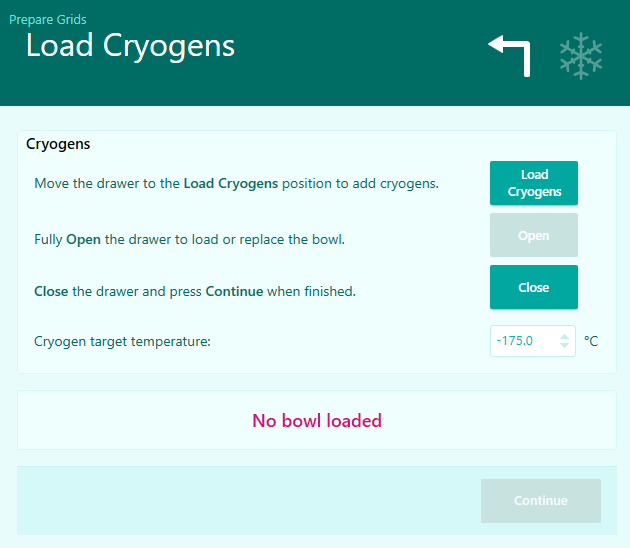 Prepare Grids
Load Cryogens
Cryogens
Move the drawer to the Load Cryogens position to add cryogens.
Load
Cryogens
Fully Open the drawer to load or replace the bowl.
Open
Close the drawer and press Continue when finished.
Close
Cryogen target temperature:
-175.0 °C
No bowl loaded
Continue